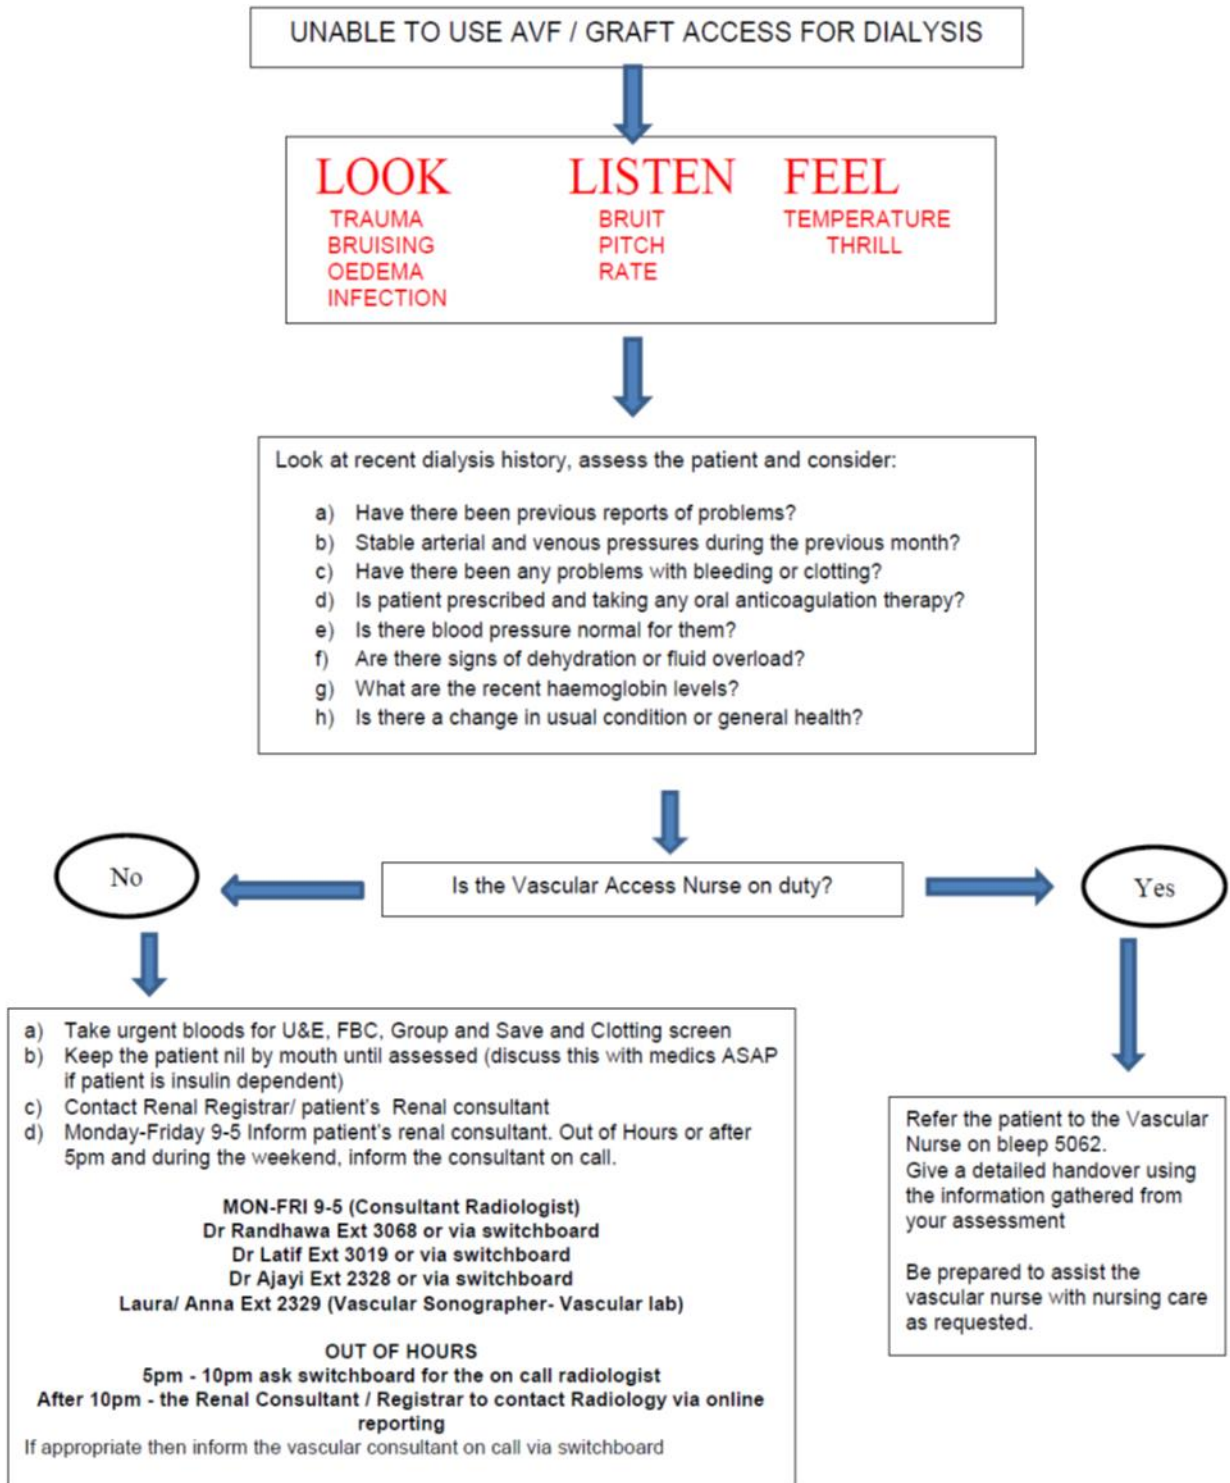 UNABLE TO USE AVF / GRAFT ACCESS FOR DIALYSIS
LOOK
TRAUMA
BRUISING
OEDEMA
INFECTION
LISTEN
BRUIT
PITCH
RATE
FEEL
TEMPERATURE
THRILL
Look at recent dialysis history, assess the patient and consider:
a) Have there been previous reports of problems?
b) Stable arterial and venous pressures during the previous month?
c) Have there been any problems with bleeding or clotting?
d) Is patient prescribed and taking any oral anticoagulation therapy?
e) Is there blood pressure normal for them?
f) Are there signs of dehydration or fluid overload?
g) What are the recent haemoglobin levels?
h) Is there a change in usual condition or general health?
Is the Vascular Access Nurse on duty?
No
a) Take urgent bloods for U&E, FBC, Group and Save and Clotting screen
b) Keep the patient nil by mouth until assessed (discuss this with medics ASAP
if patient is insulin dependent)
c) Contact Renal Registrar/ patient's Renal consultant
d) Monday-Friday 9-5 Inform patient's renal consultant. Out of Hours or after
5pm and during the weekend, inform the consultant on call.
MON-FRI 9-5 (Consultant Radiologist)
Dr Randhawa Ext 3068 or via switchboard
Dr Latif Ext 3019 or via switchboard
Dr Ajayi Ext 2328 or via switchboard
Laura/ Anna Ext 2329 (Vascular Sonographer- Vascular lab)
OUT OF HOURS
5pm - 10pm ask switchboard for the on call radiologist
After 10pm - the Renal Consultant / Registrar to contact Radiology via online
reporting
If appropriate then inform the vascular consultant on call via switchboard
Yes
Refer the patient to the Vascular
Nurse on bleep 5062.
Give a detailed handover using
the information gathered from
your assessment
Be prepared to assist the
vascular nurse with nursing care
as requested.